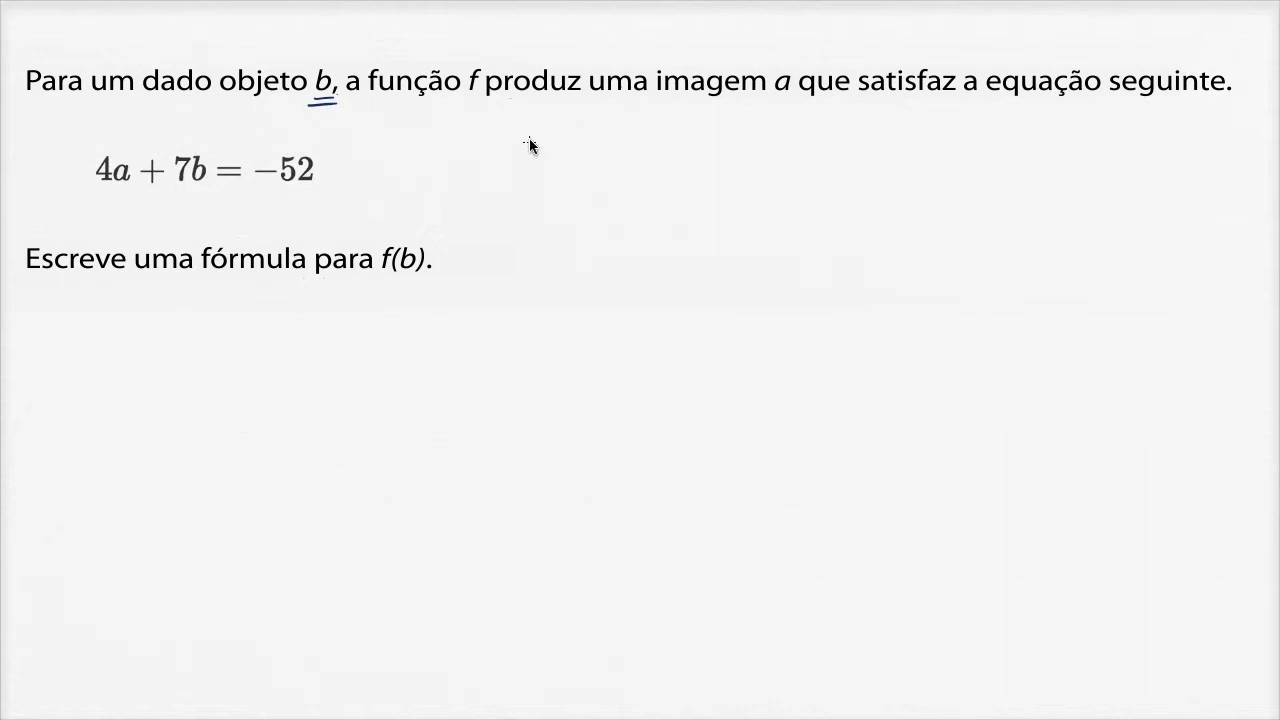 Para um dado objeto b, a função f produz uma imagem a que satisfaz a equação seguinte.
4a + 7b = −52
Escreve uma fórmula para f(b).